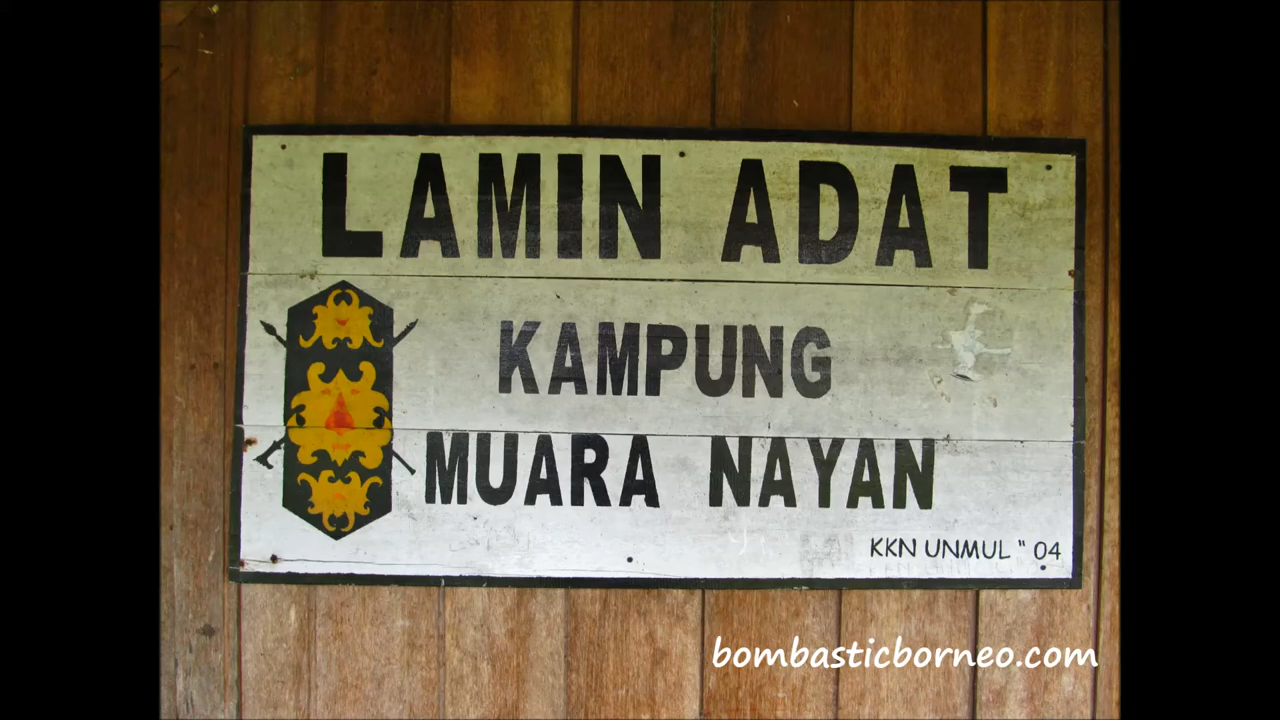 LAMIN ADAT
KAMPUNG
MUARA NAYAN
KKN UNMUL " 04
bombasticborneo.com